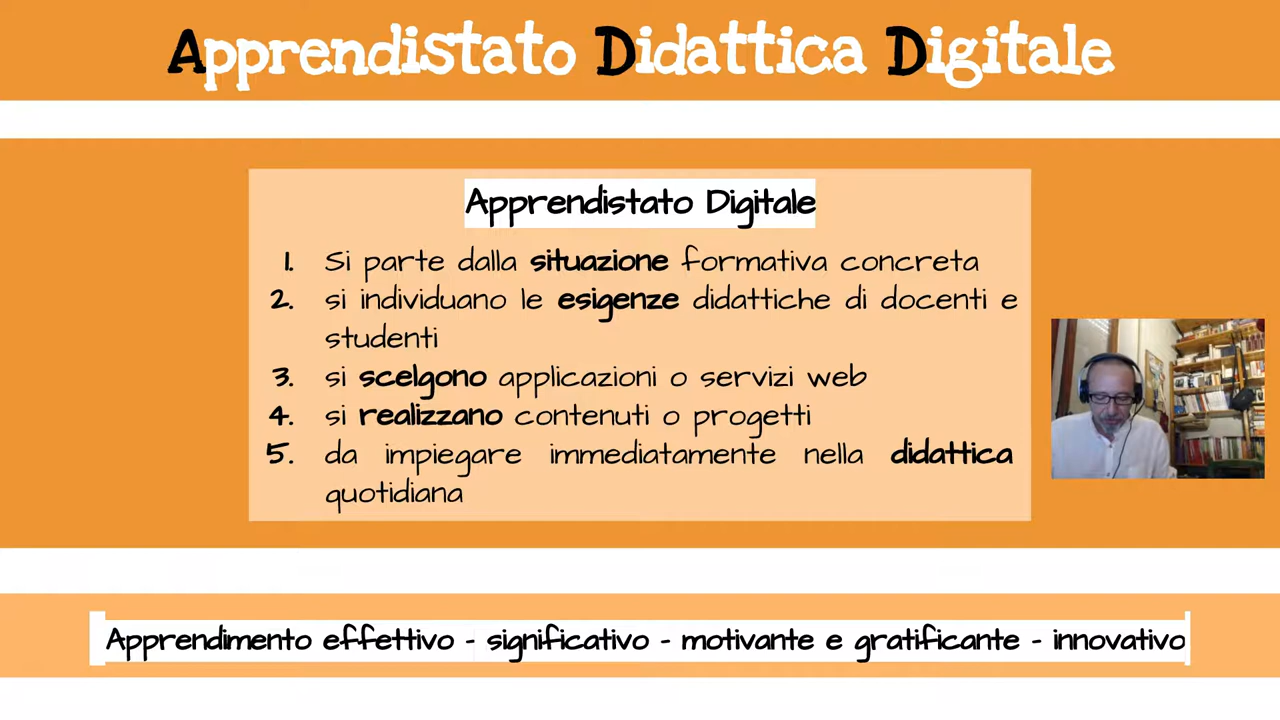 Apprendistato Didattica Digitale
Apprendistato Digitale
1. Si parte dalla situazione formativa concreta
2. si individuano le esigenze didattiche di docenti e
studenti
3. si scelgono applicazioni o servizi web
4. si realizzano contenuti o progetti
5. da impiegare immediatamente nella didattica
quotidiana
Apprendimento effettivo - significativo - motivante e gratificante - innovativo